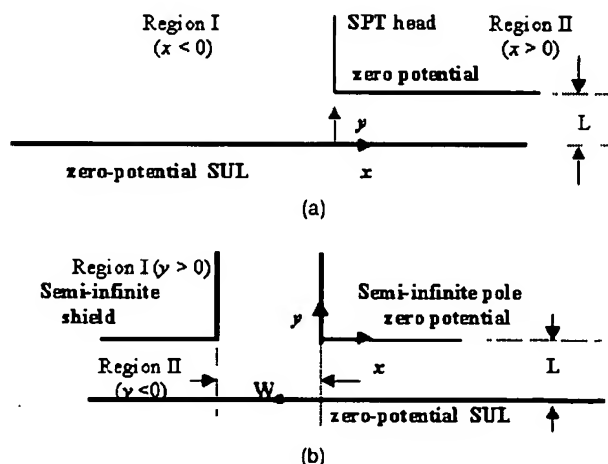 Region I
(x < 0)
SPT head
Region II
(x > 0)
zero potential
L
y
zero-potential SUL
x
(a)
Region I (y > 0)
Semi-infinite
shield
y
Semi-infinite pole
zero potential
Region II
(y <0)
x
L
W
zero-potential SUL
(b)